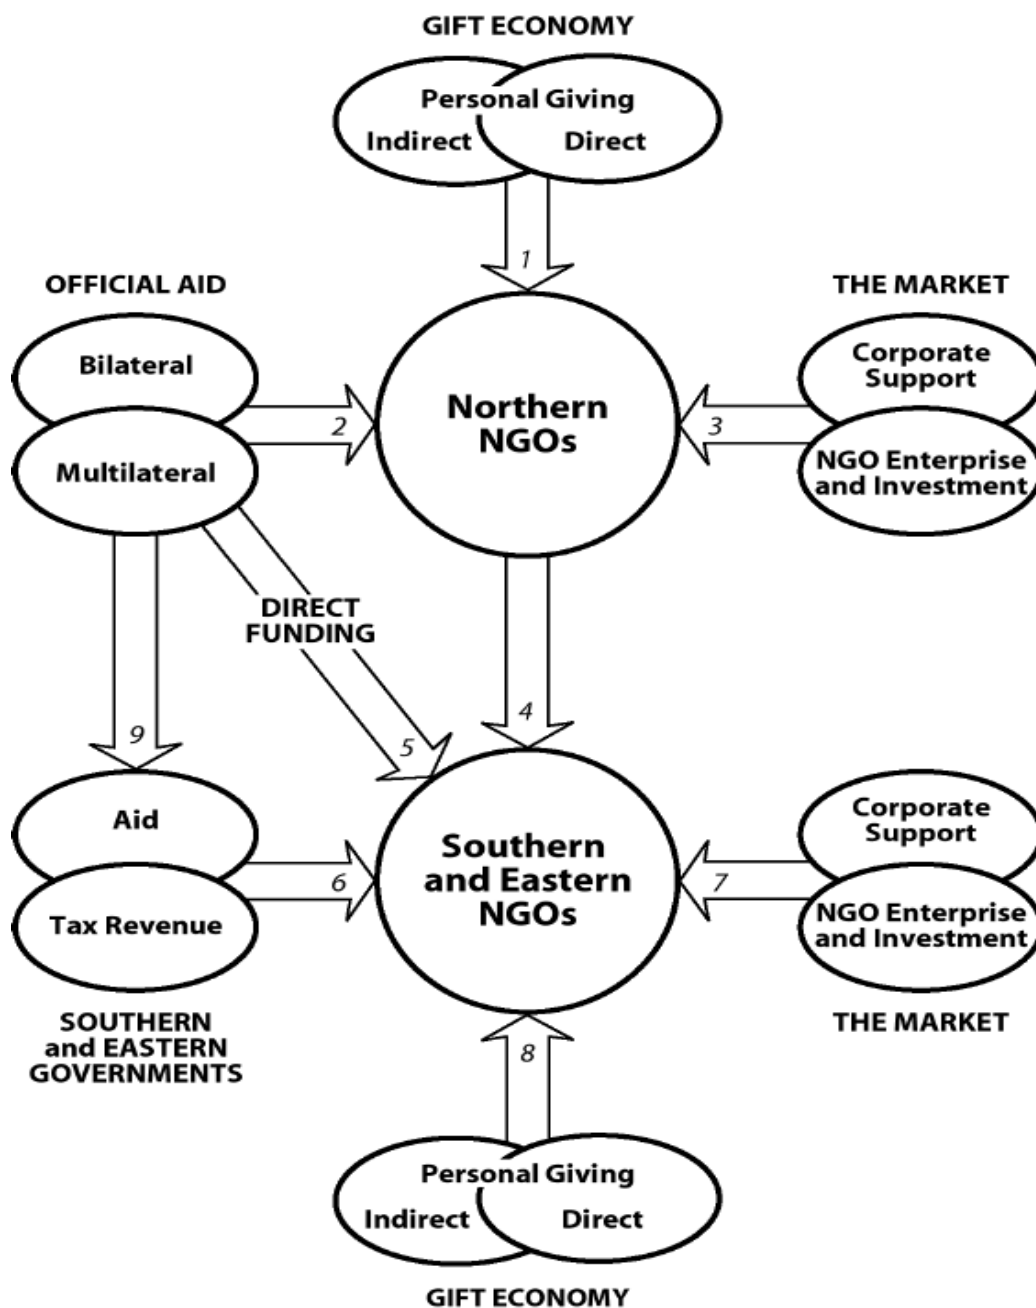 GIFT ECONOMY
Personal Giving
Indirect
Direct
1
OFFICIAL AID
Bilateral
Multilateral
2
Northern
NGOs
THE MARKET
Corporate
Support
NGO Enterprise
and Investment
3
DIRECT
FUNDING
4
5
9
Aid
Tax Revenue
6
SOUTHERN
and EASTERN
GOVERNMENTS
Southern
and Eastern
NGOs
Corporate
Support
NGO Enterprise
and Investment
7
THE MARKET
8
Personal Giving
Indirect
Direct
GIFT ECONOMY